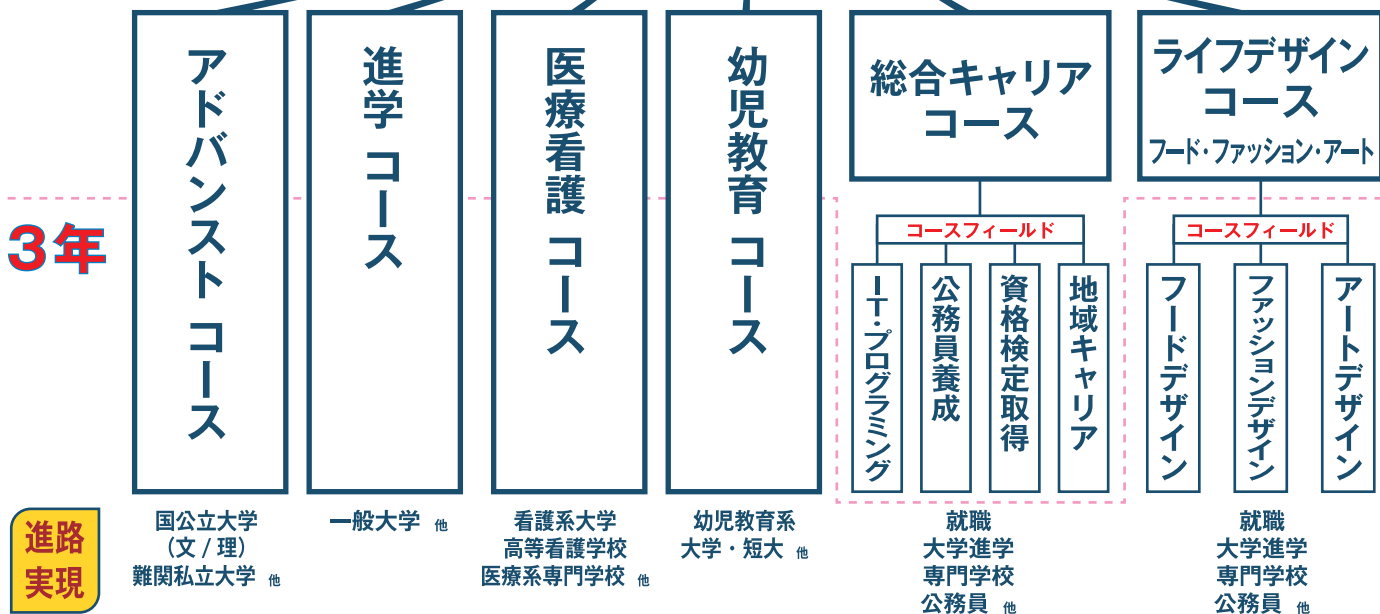 アドバンスト コース
進学 コース
医療看護 コース
幼児教育 コース
総合キャリア
コース
ライフデザイン
コース
フード・ファッション・アート
3年
コースフィールド
IT・プログラミング
公務員養成
資格検定取得
地域キャリア
コースフィールド
フードデザイン
ファッションデザイン
アートデザイン
進路
実現
国公立大学
（文 / 理）
難関私立大学 他
一般大学 他
看護系大学
高等看護学校
医療系専門学校 他
幼児教育系
大学・短大 他
就職
大学進学
専門学校
公務員 他
就職
大学進学
専門学校
公務員 他